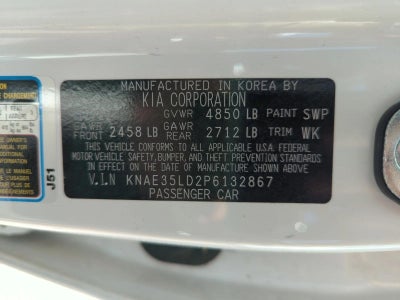 MANUFACTURED IN KOREA BY
KIA CORPORATION
GVWR 4850 LB PAINT SWP
GAWR FRONT 2458 LB GAWR REAR 2712 LB TRIM WK
THIS VEHICLE CONFORMS TO ALL APPLICABLE U.S.A. FEDERAL
MOTOR VEHICLE SAFETY, BUMPER, AND THEFT PREVENTION STANDARDS
IN EFFECT ON THE DATE OF MANUFACTURE SHOWN ABOVE
V.I.N KNAE35LD2P6132867
PASSENGER CAR
J51